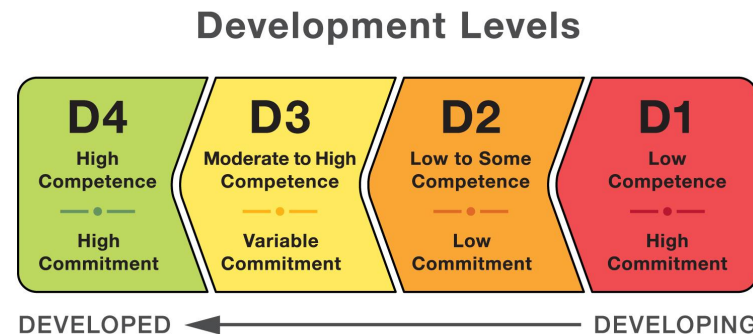 Development Levels
D4
High
Competence
High
Commitment
D3
Moderate to High
Competence
Variable
Commitment
D2
Low to Some
Competence
Low
Commitment
D1
Low
Competence
High
Commitment
DEVELOPED
DEVELOPING